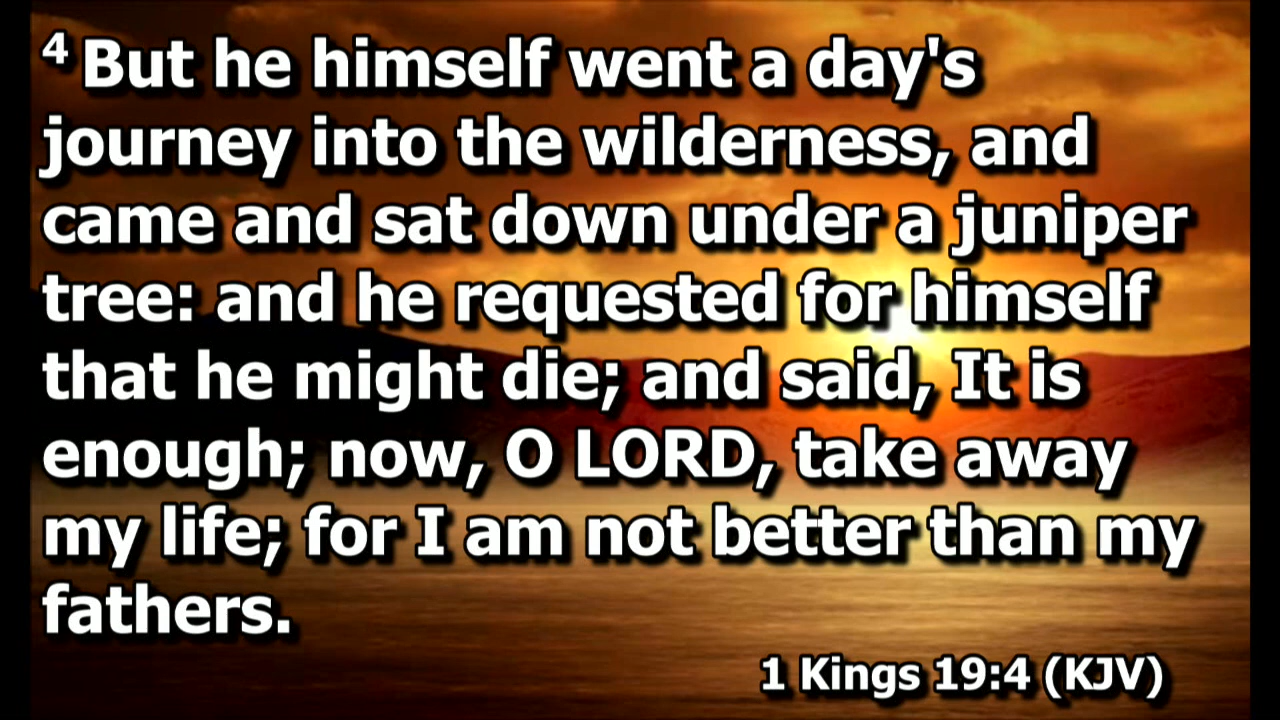 4 But he himself went a day's
journey into the wilderness, and
came and sat down under a juniper
tree: and he requested for himself
that he might die; and said, It is
enough; now, O LORD, take away
my life; for I am not better than my
fathers.
1 Kings 19:4 (KJV)